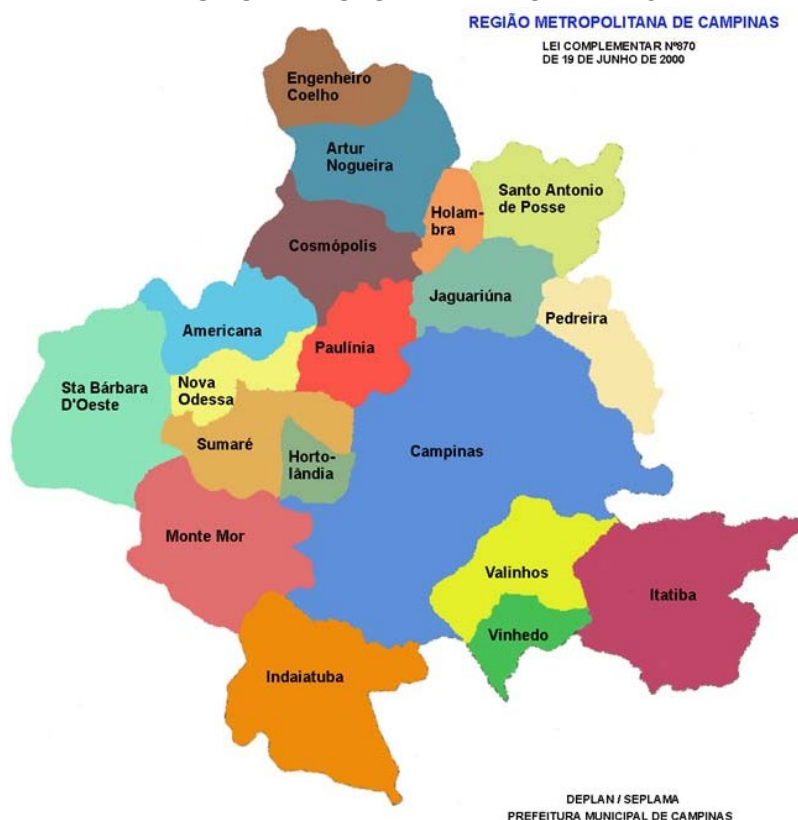 REGIÃO METROPOLITANA DE CAMPINAS
LEI COMPLEMENTAR Nº870
DE 19 DE JUNHO DE 2000
Engenheiro
Coelho
Artur
Nogueira
Santo Antonio
de Posse
Holam-
bra
Cosmópolis
Jaguariúna
Pedreira
Americana
Paulínia
Sta Bárbara
D'Oeste
Nova
Odessa
Sumaré
Horto-
lândia
Campinas
Monte Mor
Valinhos
Itatiba
Vinhedo
Indaiatuba
DEPLAN / SEPLAMA
PREFEITURA MUNICIPAL DE CAMPINAS